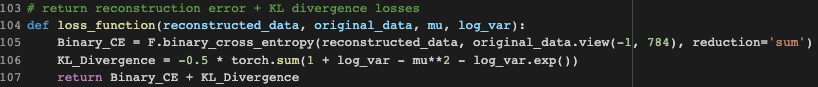 103 # return reconstruction error + KL divergence losses
104 def loss_function(reconstructed_data, original_data, mu, log_var):
105     Binary_CE = F.binary_cross_entropy(reconstructed_data, original_data.view(-1, 784), reduction='sum')
106     KL_Divergence = -0.5 * torch.sum(1 + log_var - mu**2 - log_var.exp())
107     return Binary_CE + KL_Divergence